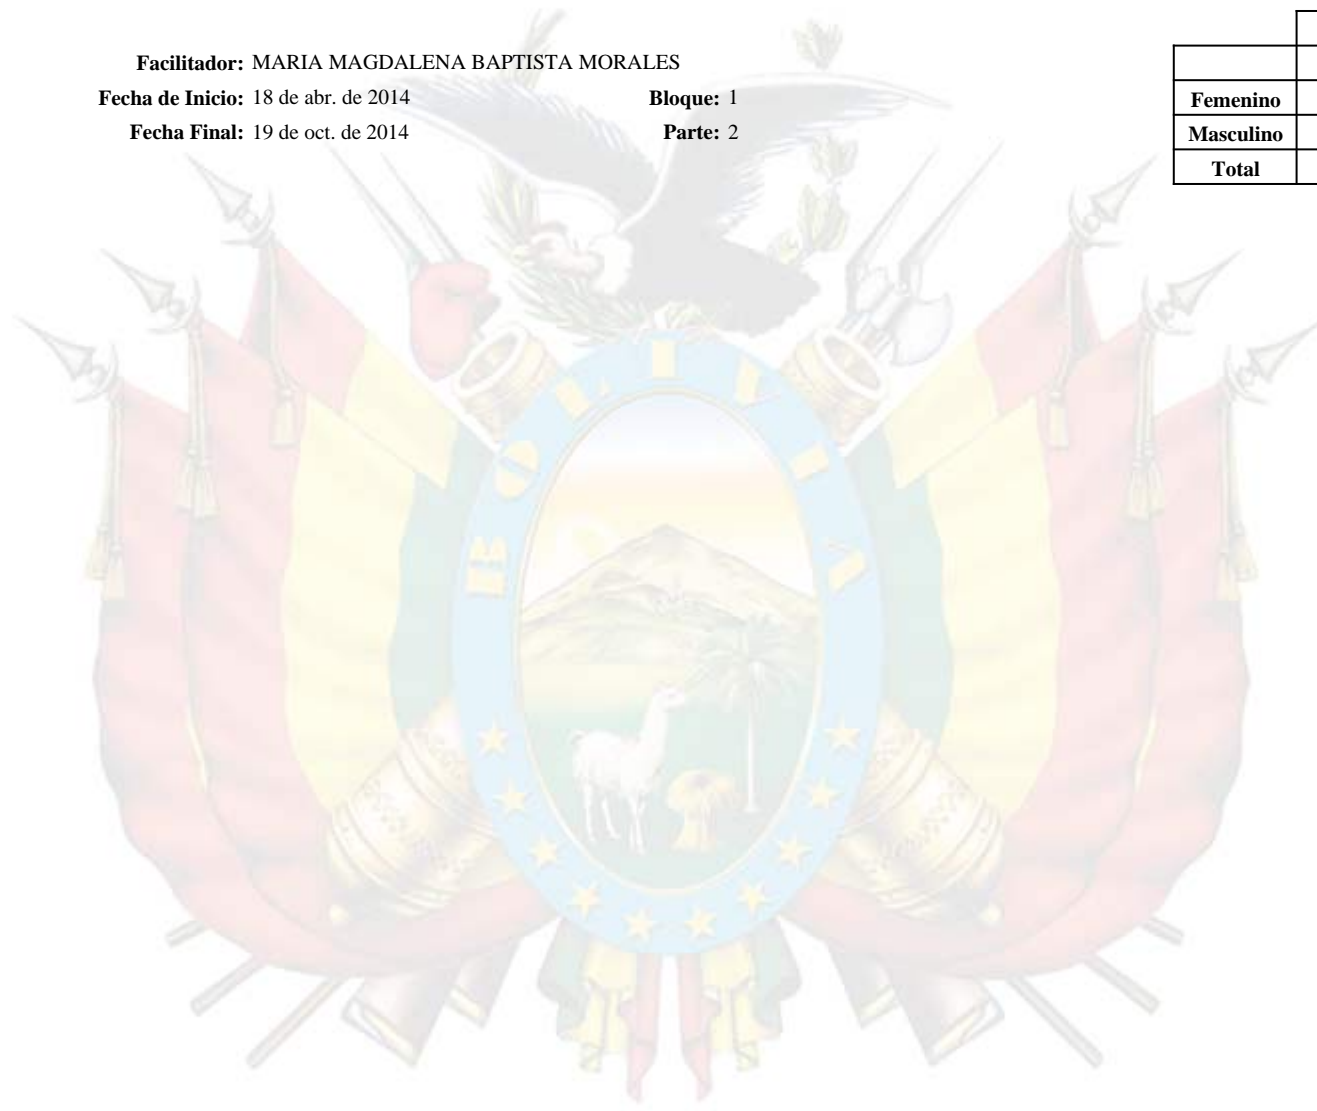 Facilitador: MARIA MAGDALENA BAPTISTA MORALES
Fecha de Inicio: 18 de abr. de 2014 Bloque: 1
Fecha Final: 19 de oct. de 2014 Parte: 2
Femenino
Masculino
Total
BOLIVIA